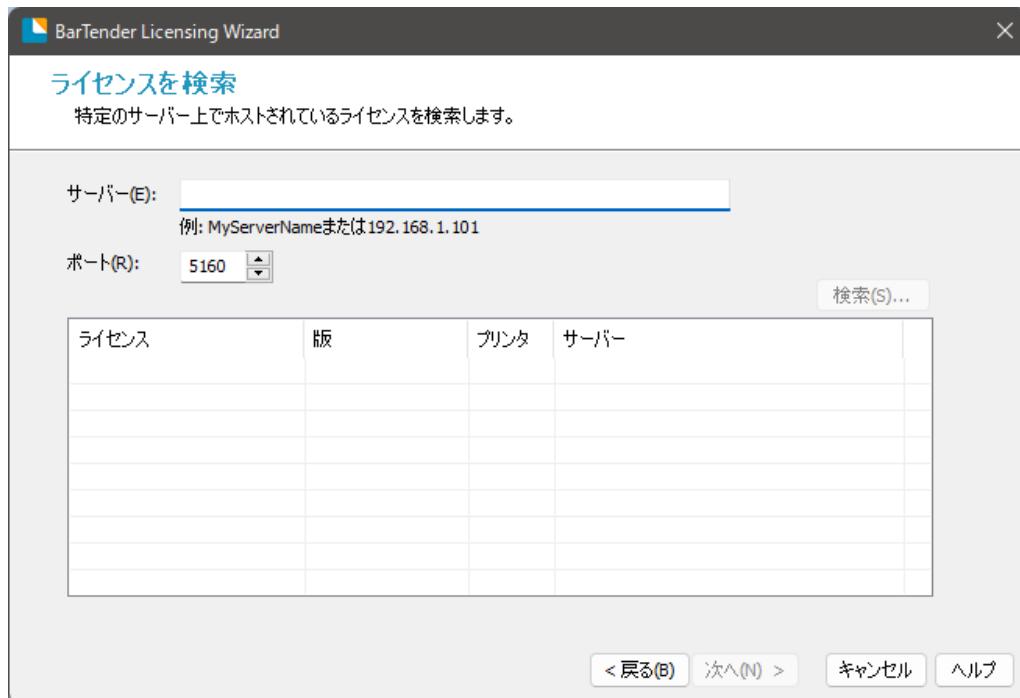 BarTender Licensing Wizard
ライセンスを検索
特定のサーバー上でホストされているライセンスを検索します。
サーバー(E):
例: MyServerNameまたは192.168.1.101
ポート(R): 5160
検索(S)...
ライセンス 版 プリンタ サーバー
< 戻る(B) 次へ(N) > キャンセル ヘルプ